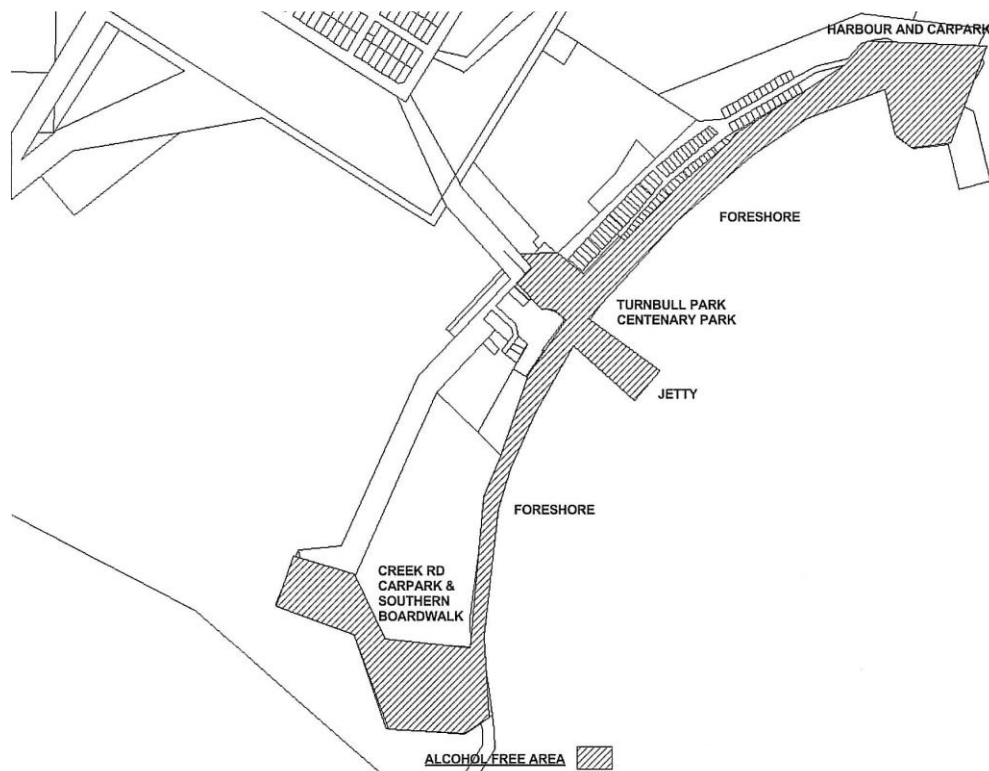 HARBOUR AND CARPARK
FORESHORE
TURNBULL PARK
CENTENARY PARK
JETTY
FORESHORE
CREEK RD
CARPARK &
SOUTHERN
BOARDWALK
ALCOHOL FREE AREA